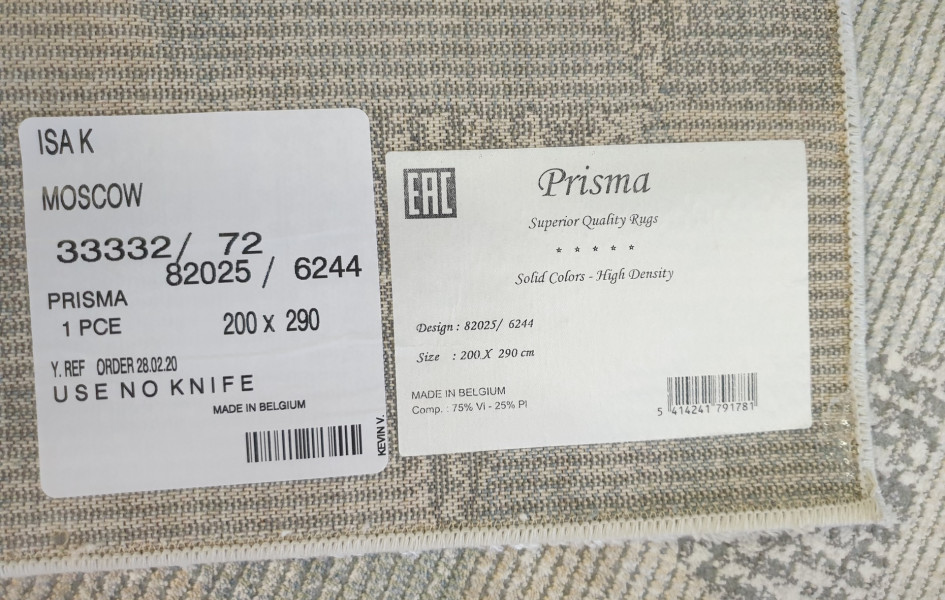 ISA K
MOSCOW
33332/ 72
82025 / 6244
PRISMA
1 PCE 200 x 290
Y. REF ORDER 28.02.20
USE NO KNIFE
MADE IN BELGIUM
KEVIN V.
EAC
Prisma
Superior Quality Rugs
* * * * *
Solid Colors - High Density
Design : 82025/ 6244
Size : 200 X 290 cm
MADE IN BELGIUM
Comp. : 75% VI - 25% PI
5 414241 791781